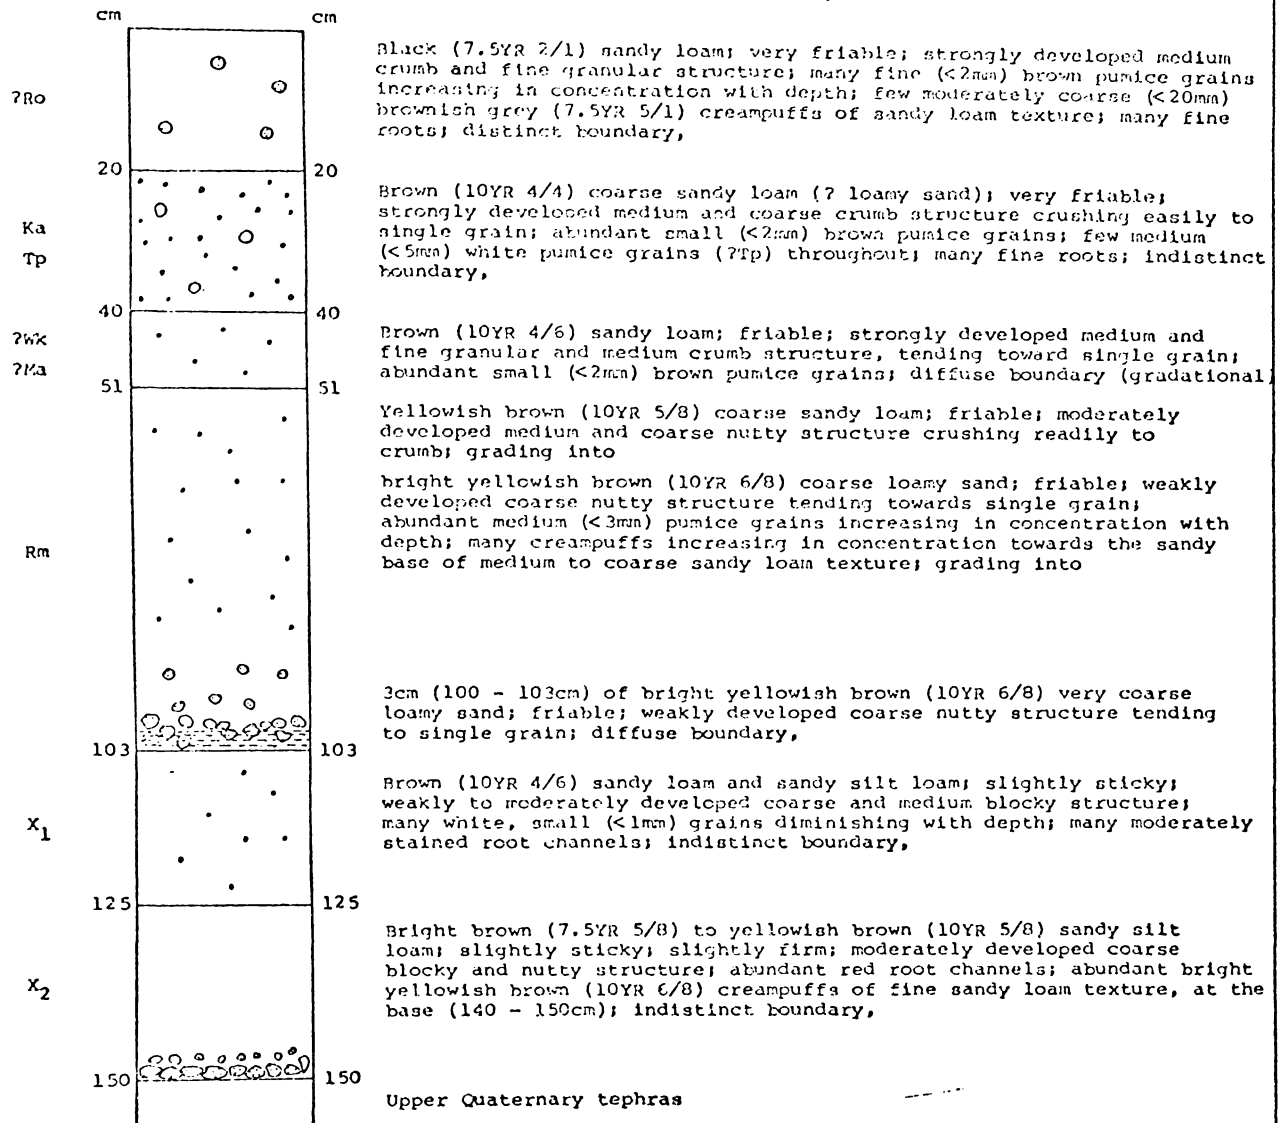 cm cm
Black (7.5YR 2/1) sandy loam; very friable; strongly developed medium
crumb and fine granular structure; many fine (<2mm) brown pumice grains
?Ro increasing in concentration with depth; few moderately coarse (<20mm)
brownish grey (7.5YR 5/1) creampuffs of sandy loam texture; many fine
roots; distinct boundary,
20 20
Brown (10YR 4/4) coarse sandy loam (? loamy sand); very friable;
strongly developed medium and coarse crumb structure crushing easily to
Ka single grain; abundant small (<2mm) brown pumice grains; few medium
Tp (<5mm) white pumice grains (?Tp) throughout; many fine roots; indistinct
boundary,
40 40
?Wk Brown (10YR 4/6) sandy loam; friable; strongly developed medium and
fine granular and medium crumb structure, tending toward single grain;
?Ma abundant small (<2mm) brown pumice grains; diffuse boundary (gradational)
51 51
Yellowish brown (10YR 5/8) coarse sandy loam; friable; moderately
developed medium and coarse nutty structure crushing readily to
crumb; grading into
bright yellowish brown (10YR 6/8) coarse loamy sand; friable; weakly
developed coarse nutty structure tending towards single grain;
abundant medium (<3mm) pumice grains increasing in concentration with
Rm depth; many creampuffs increasing in concentration towards the sandy
base of medium to coarse sandy loam texture; grading into
3cm (100 - 103cm) of bright yellowish brown (10YR 6/8) very coarse
loamy sand; friable; weakly developed coarse nutty structure tending
to single grain; diffuse boundary,
103 103
Brown (10YR 4/6) sandy loam and sandy silt loam; slightly sticky;
weakly to moderately developed coarse and medium blocky structure;
X1 many white, small (<1mm) grains diminishing with depth; many moderately
stained root channels; indistinct boundary,
125 125
Bright brown (7.5YR 5/8) to yellowish brown (10YR 5/8) sandy silt
loam; slightly sticky; slightly firm; moderately developed coarse
blocky and nutty structure; abundant red root channels; abundant bright
X2 yellowish brown (10YR 6/8) creampuffs of fine sandy loam texture, at the
base (140 - 150cm); indistinct boundary,
150 150
Upper Quaternary tephras